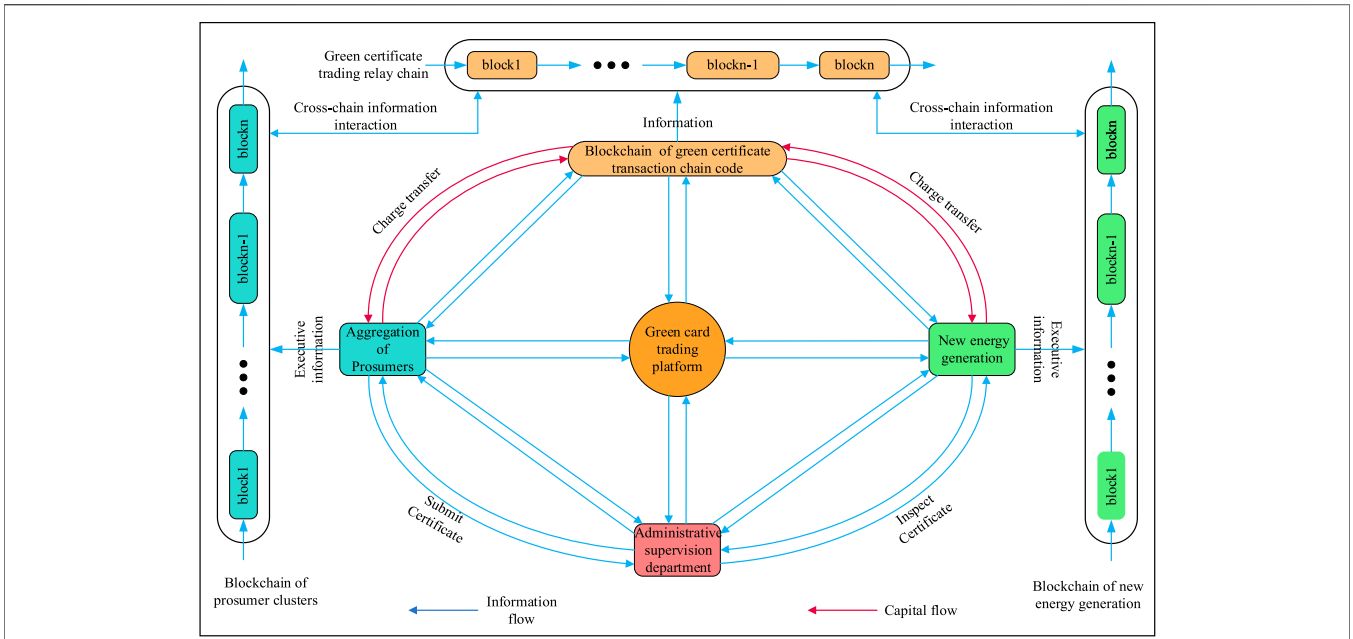 Green certificate
trading relay chain
block1
blockn-1
blockn
Cross-chain information
interaction
Information
Cross-chain information
interaction
Blockchain of green certificate
transaction chain code
blockn
blockn-1
block1
blockn
blockn-1
block1
Charge transfer
Charge transfer
Executive
information
Aggregation
of
Prosumers
Green card
trading
platform
New energy
generation
Executive
information
Submit
Certificate
Inspect
Certificate
Administrative
supervision
department
Blockchain of
prosumer clusters
Blockchain of new
energy generation
Information
flow
Capital flow